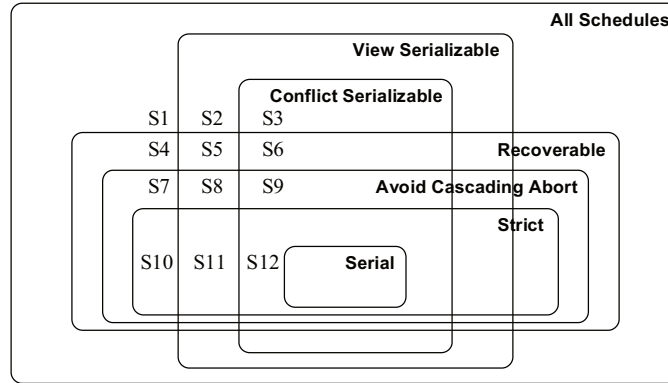 All Schedules
View Serializable
Conflict Serializable
S1 S2 S3
S4 S5 S6 Recoverable
S7 S8 S9 Avoid Cascading Abort
Strict
S10 S11 S12 Serial